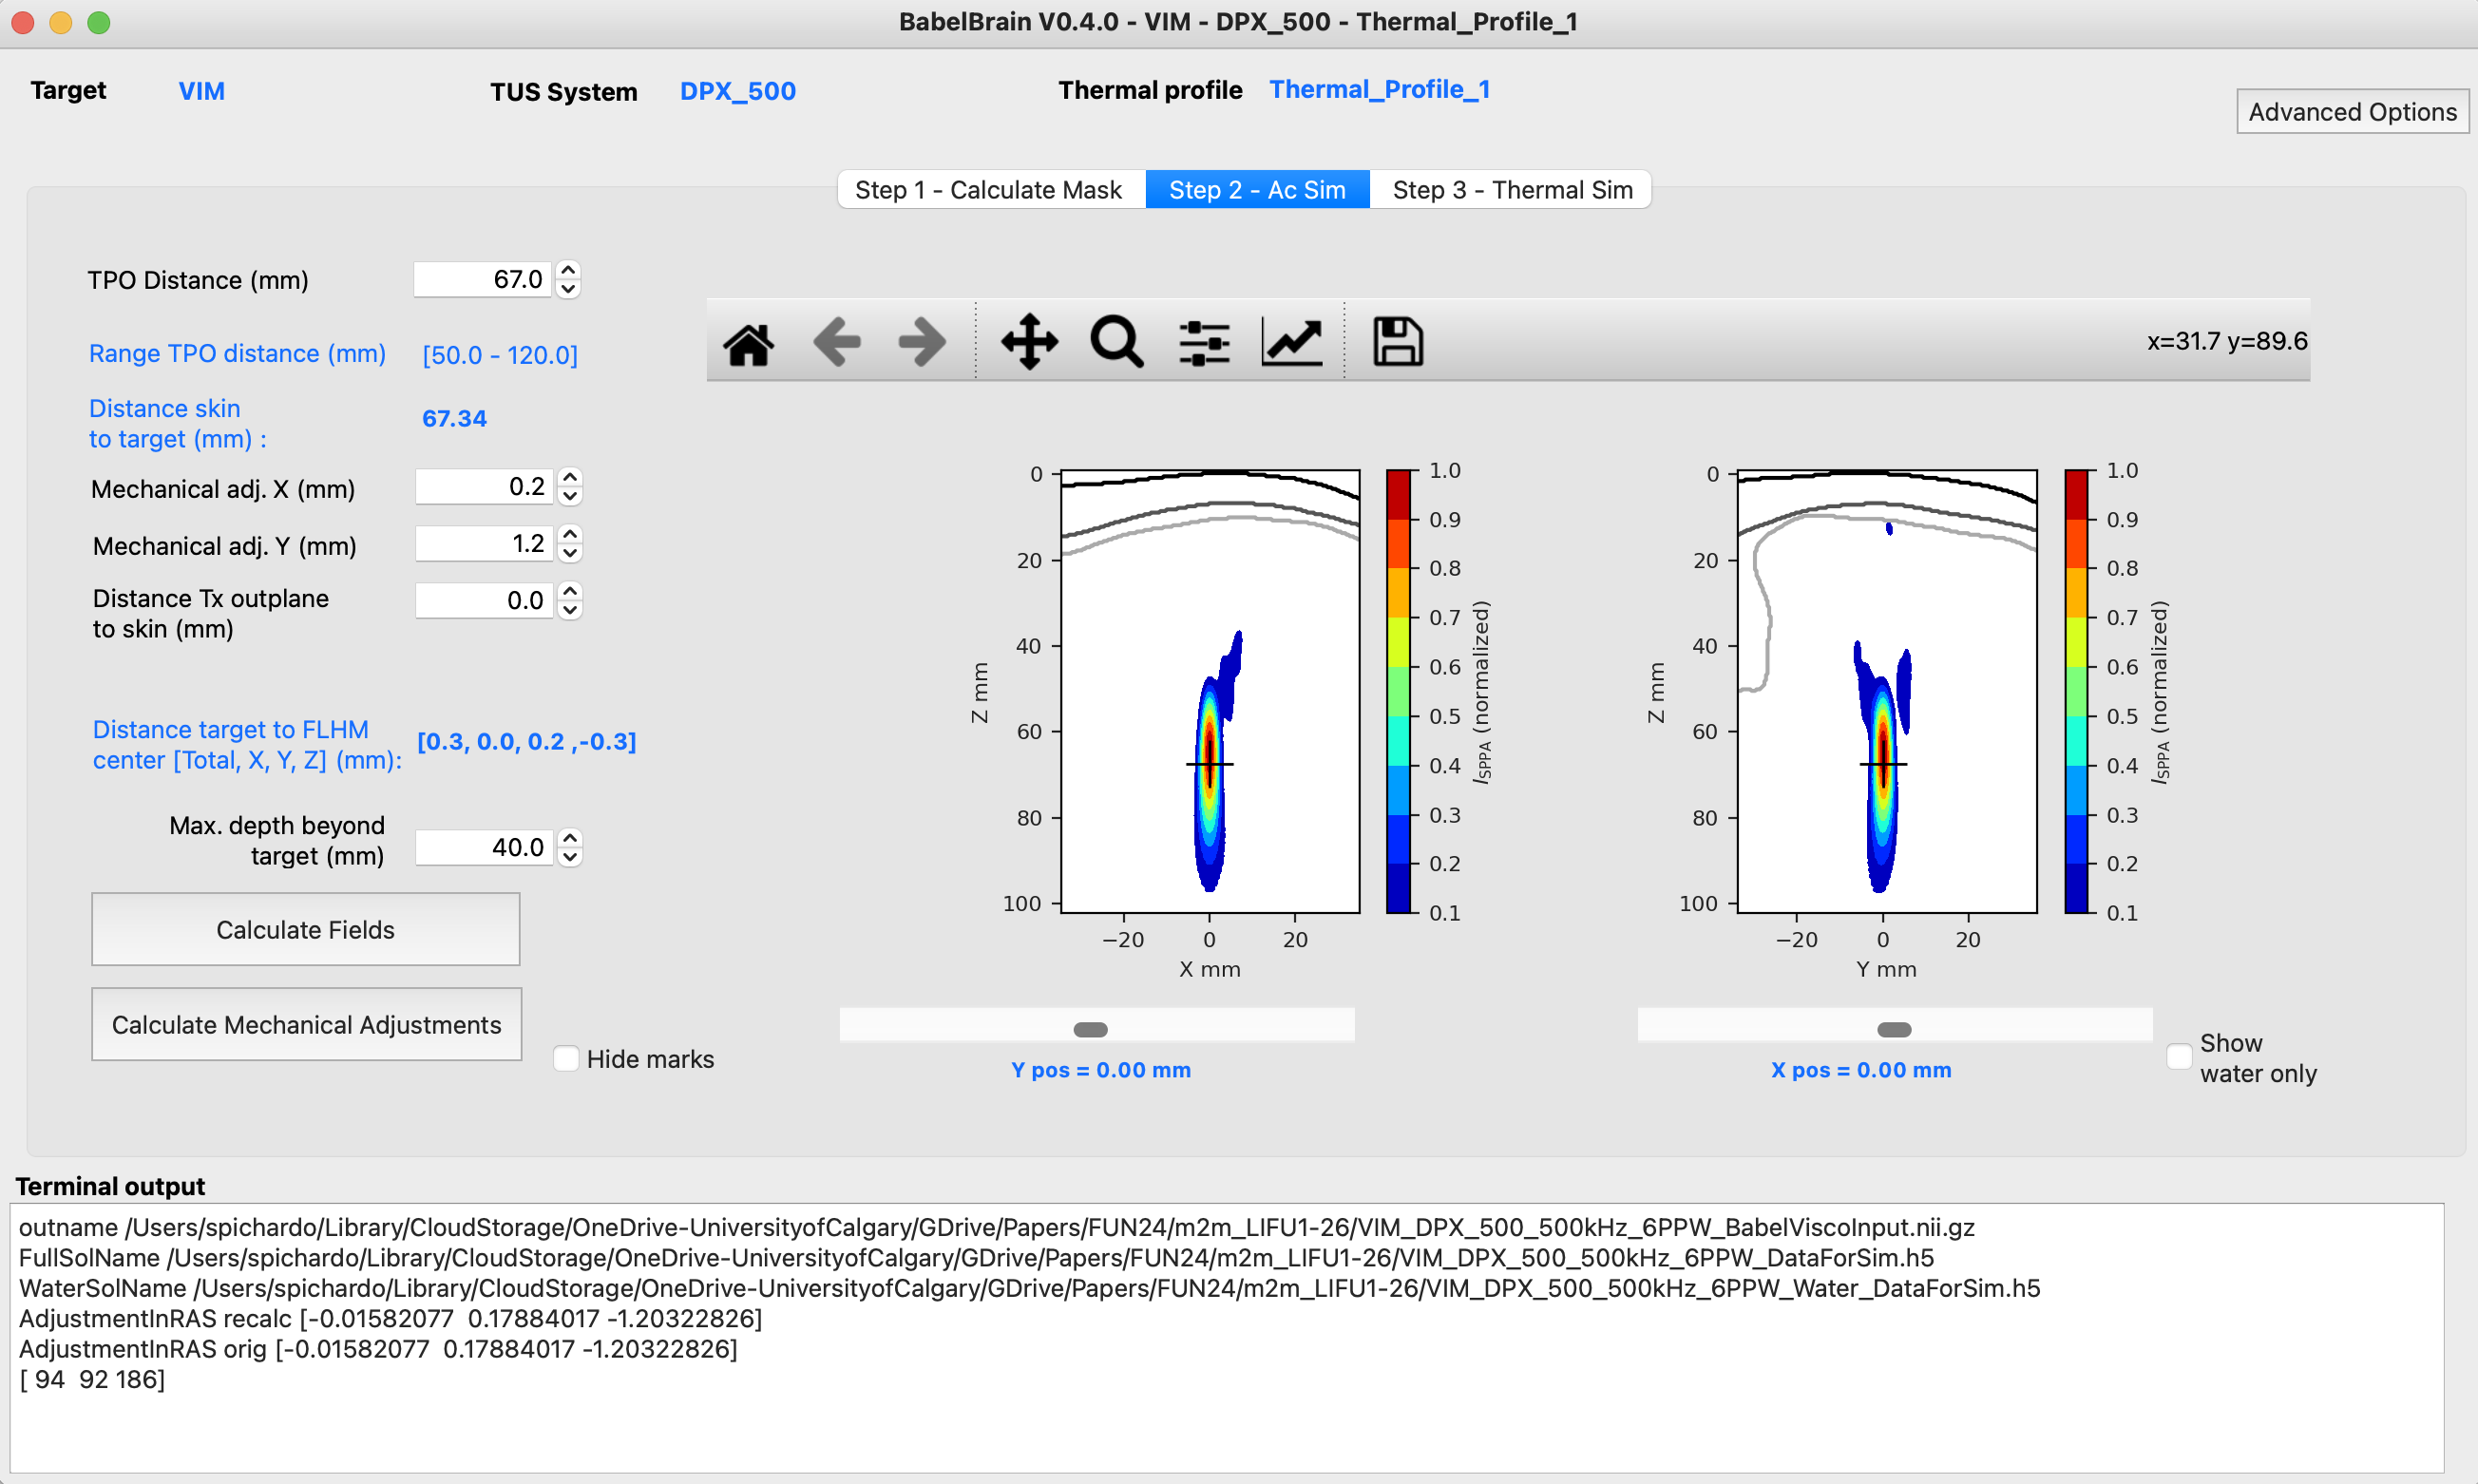 BabelBrain V0.4.0 - VIM - DPX_500 - Thermal_Profile_1
Target VIM TUS System DPX_500 Thermal profile Thermal_Profile_1
Advanced Options
Step 1 - Calculate Mask Step 2 - Ac Sim Step 3 - Thermal Sim
TPO Distance (mm) 67.0
Range TPO distance (mm) [50.0 - 120.0]
Distance skin
to target (mm) : 67.34
Mechanical adj. X (mm) 0.2
Mechanical adj. Y (mm) 1.2
Distance Tx outplane
to skin (mm) 0.0
Distance target to FLHM
center [Total, X, Y, Z] (mm): [0.3, 0.0, 0.2 ,-0.3]
Max. depth beyond
target (mm) 40.0
Calculate Fields
Calculate Mechanical Adjustments
Hide marks
x=31.7 y=89.6
0
20
40
60
80
100
Z mm
−20 0 20
X mm
1.0
0.9
0.8
0.7
0.6
0.5
0.4
0.3
0.2
0.1
ISPPA (normalized)
Y pos = 0.00 mm
0
20
40
60
80
100
Z mm
−20 0 20
Y mm
1.0
0.9
0.8
0.7
0.6
0.5
0.4
0.3
0.2
0.1
ISPPA (normalized)
X pos = 0.00 mm
Show
water only
Terminal output
outname /Users/spichardo/Library/CloudStorage/OneDrive-UniversityofCalgary/GDrive/Papers/FUN24/m2m_LIFU1-26/VIM_DPX_500_500kHz_6PPW_BabelViscoInput.nii.gz
FullSolName /Users/spichardo/Library/CloudStorage/OneDrive-UniversityofCalgary/GDrive/Papers/FUN24/m2m_LIFU1-26/VIM_DPX_500_500kHz_6PPW_DataForSim.h5
WaterSolName /Users/spichardo/Library/CloudStorage/OneDrive-UniversityofCalgary/GDrive/Papers/FUN24/m2m_LIFU1-26/VIM_DPX_500_500kHz_6PPW_Water_DataForSim.h5
AdjustmentInRAS recalc [-0.01582077  0.17884017 -1.20322826]
AdjustmentInRAS orig [-0.01582077  0.17884017 -1.20322826]
[ 94  92 186]